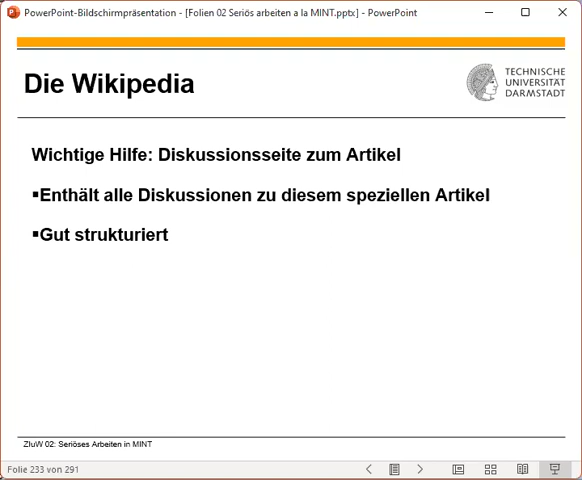 PowerPoint-Bildschirmpräsentation - [Folien 02 Seriös arbeiten a la MINT.pptx] - PowerPoint
Die Wikipedia
TECHNISCHE
UNIVERSITÄT
DARMSTADT
Wichtige Hilfe: Diskussionsseite zum Artikel
▪Enthält alle Diskussionen zu diesem speziellen Artikel
▪Gut strukturiert
ZIuW 02: Seriöses Arbeiten in MINT
Folie 233 von 291